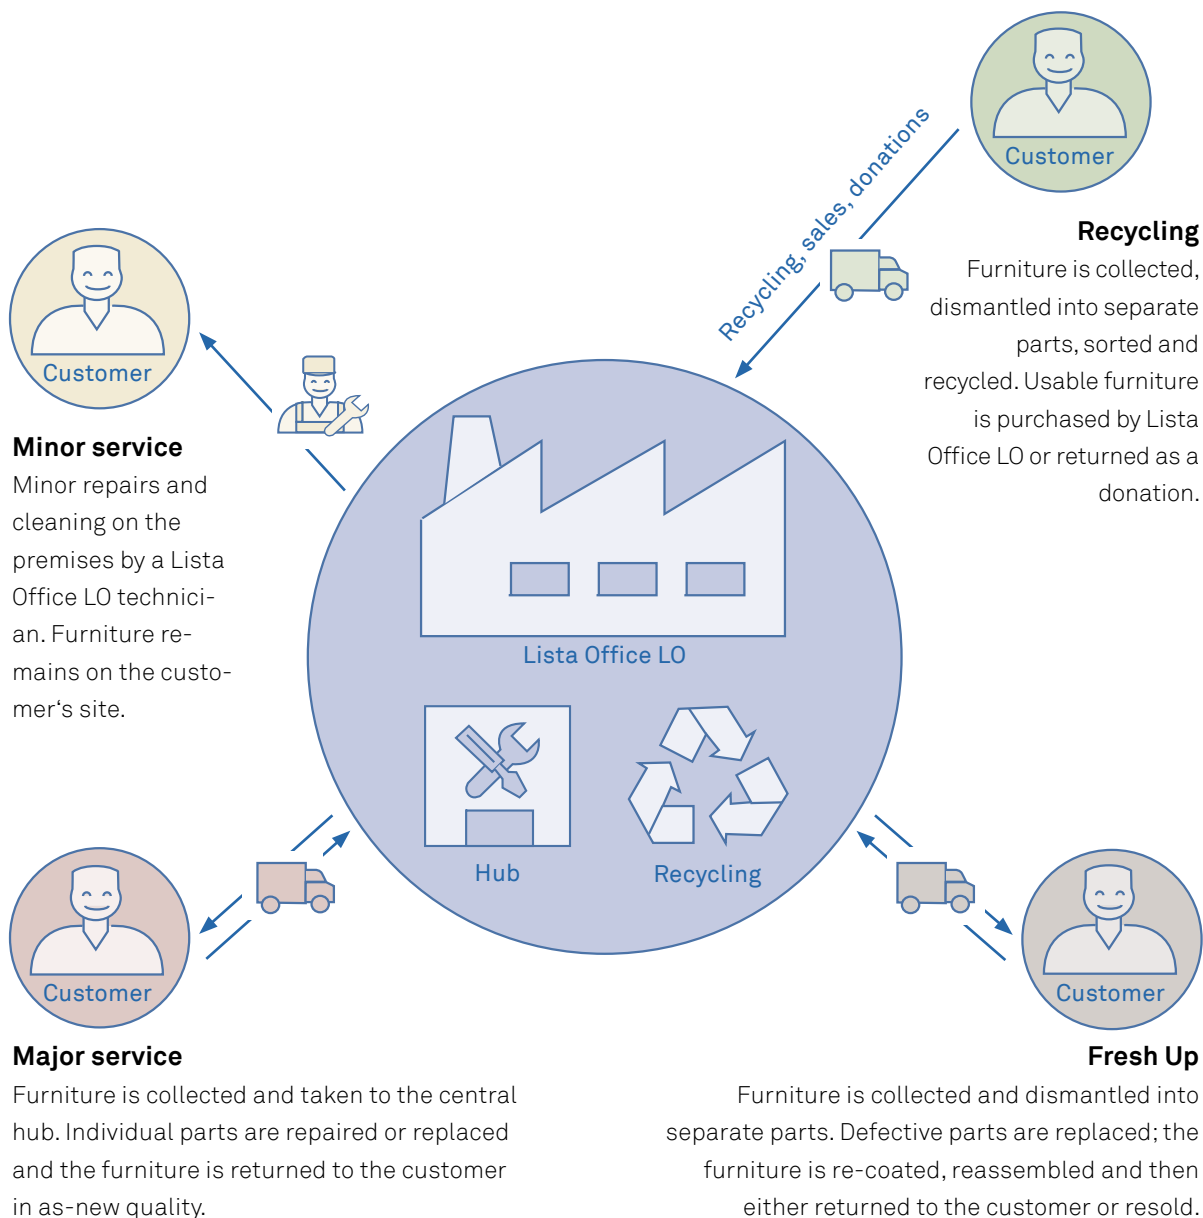 Customer
Recycling, sales, donations
Recycling
Furniture is collected,
dismantled into separate
parts, sorted and
recycled. Usable furniture
is purchased by Lista
Office LO or returned as a
donation.
Customer
Minor service
Minor repairs and
cleaning on the
premises by a Lista
Office LO technici-
an. Furniture re-
mains on the custo-
mer‘s site.
Lista Office LO
Hub
Recycling
Customer
Major service
Furniture is collected and taken to the central
hub. Individual parts are repaired or replaced
and the furniture is returned to the customer
in as-new quality.
Customer
Fresh Up
Furniture is collected and dismantled into
separate parts. Defective parts are replaced; the
furniture is re-coated, reassembled and then
either returned to the customer or resold.